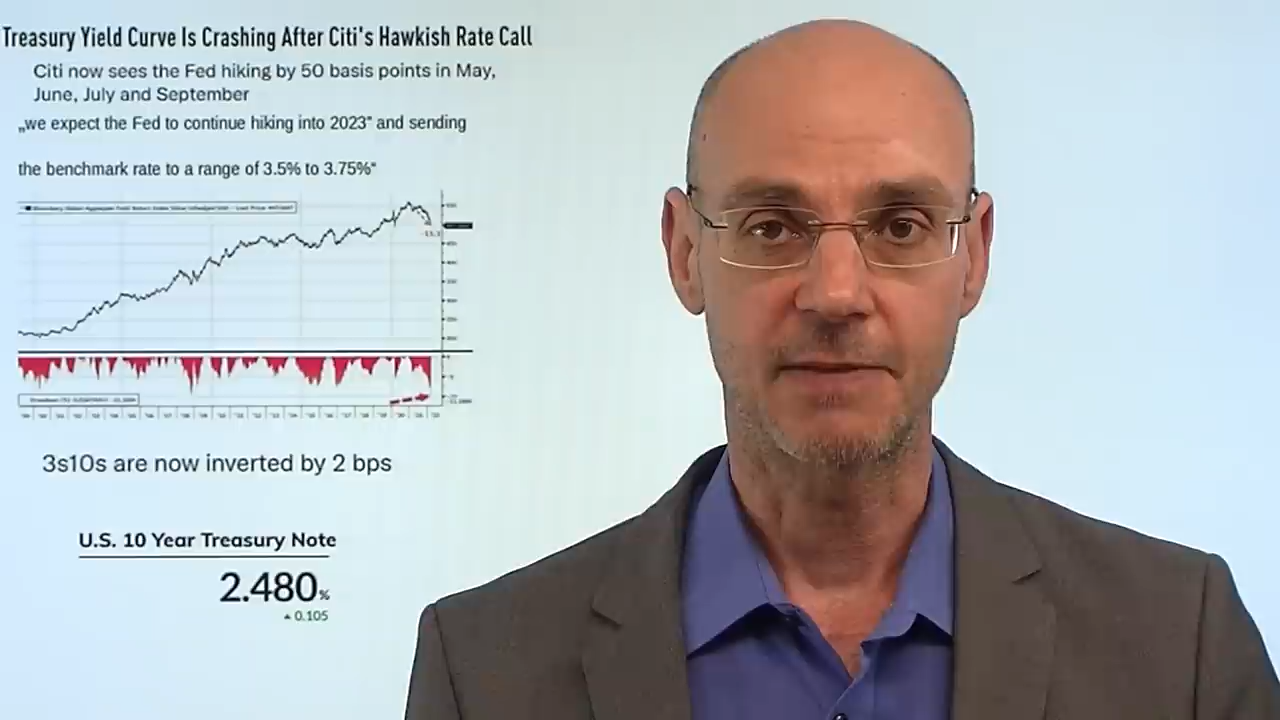 Treasury Yield Curve Is Crashing After Citi's Hawkish Rate Call
Citi now sees the Fed hiking by 50 basis points in May,
June, July and September
„we expect the Fed to continue hiking into 2023" and sending
the benchmark rate to a range of 3.5% to 3.75%"
3s10s are now inverted by 2 bps
U.S. 10 Year Treasury Note
2.480%
▲ 0.105